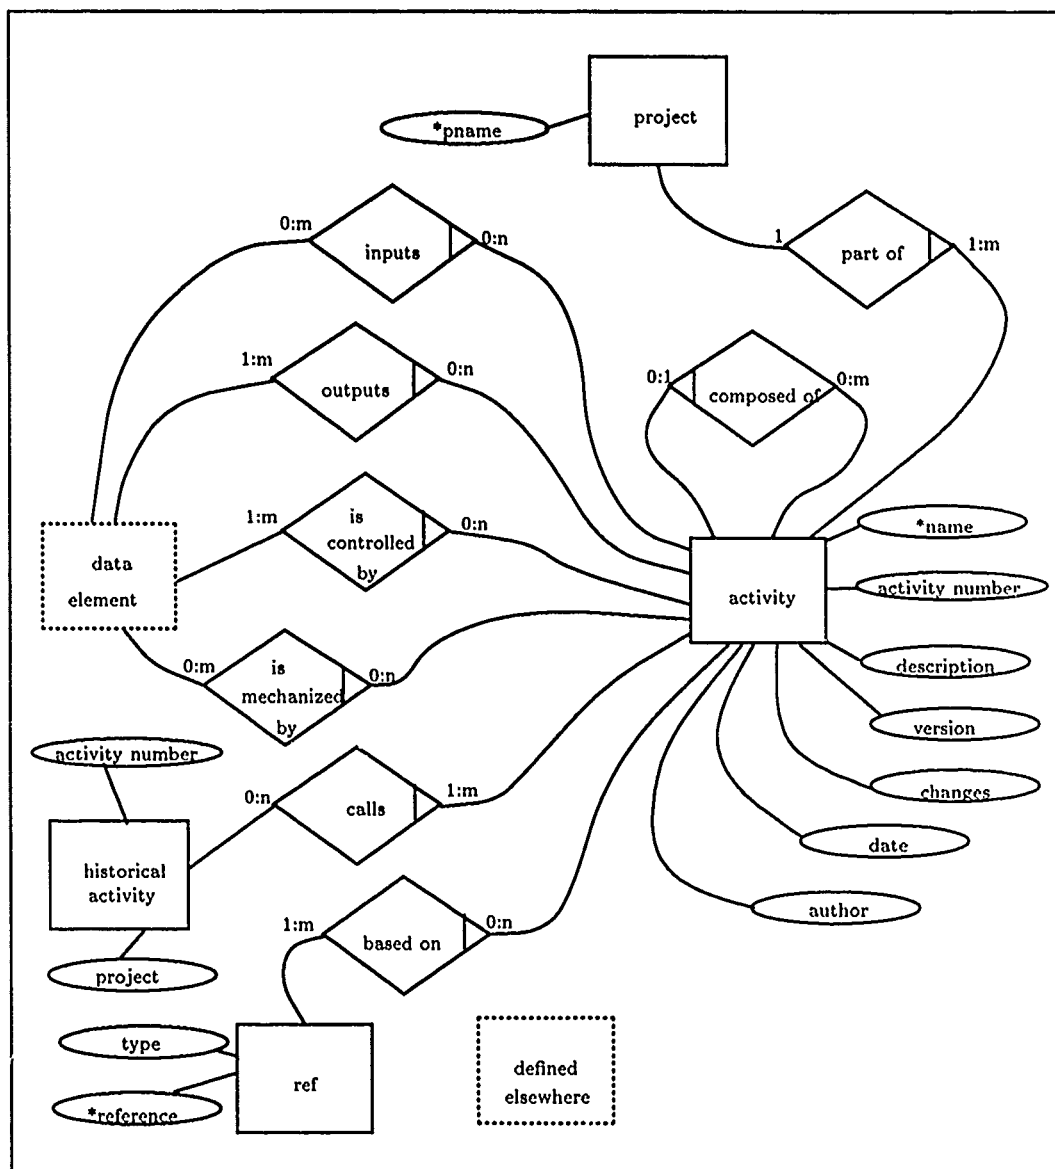 project
*pname
0:m
inputs
0:n
1
part of
1:m
1:m
outputs
0:n
0:1
composed of
0:m
1:m
is
controlled
by
0:n
data
element
*name
activity
activity number
0:m
is
mechanized
by
0:n
description
version
activity number
0:n
calls
1:m
changes
date
historical
activity
author
1:m
based on
0:n
project
type
ref
*reference
defined
elsewhere